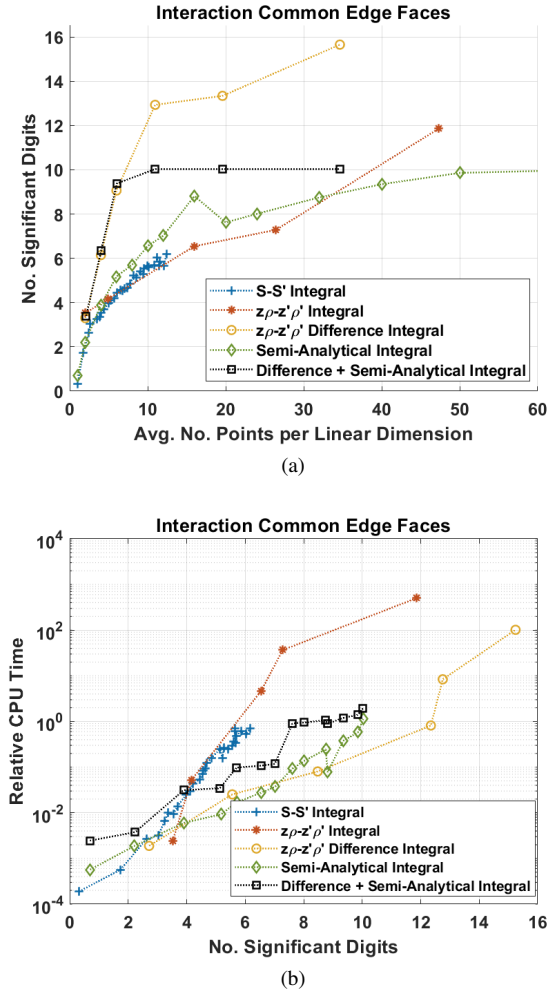 Interaction Common Edge Faces
16
14
12
10
8
6
4
2
0
No. Significant Digits
S-S' Integral
zρ-z'ρ' Integral
zρ-z'ρ' Difference Integral
Semi-Analytical Integral
Difference + Semi-Analytical Integral
0 10 20 30 40 50 60
Avg. No. Points per Linear Dimension
(a)
Interaction Common Edge Faces
10^4
10^2
10^0
10^-2
10^-4
Relative CPU Time
S-S' Integral
zρ-z'ρ' Integral
zρ-z'ρ' Difference Integral
Semi-Analytical Integral
Difference + Semi-Analytical Integral
0 2 4 6 8 10 12 14 16
No. Significant Digits
(b)